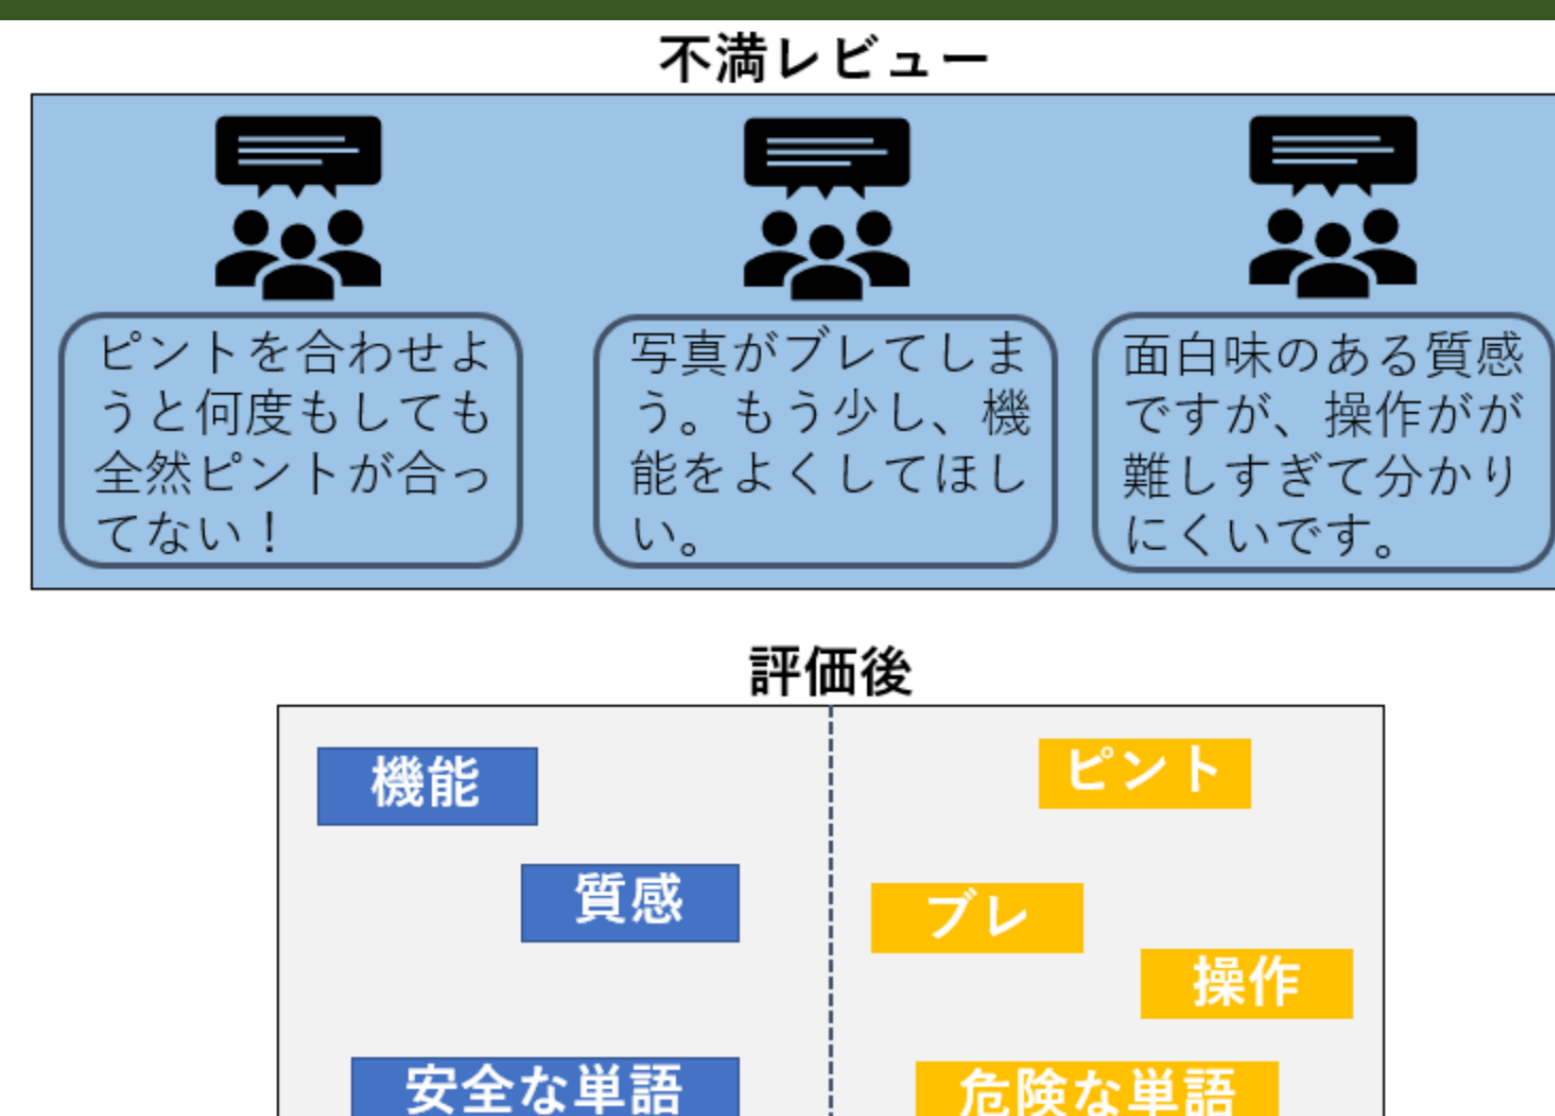 不満レビュー
ピントを合わせよ
うと何度もしても
全然ピントが合っ
てない！
写真がブレてしま
う。もう少し、機
能をよくしてほし
い。
面白味のある質感
ですが、操作がが
難しすぎて分かり
にくいです。
評価後
機能
質感
安全な単語
ピント
ブレ
操作
危険な単語